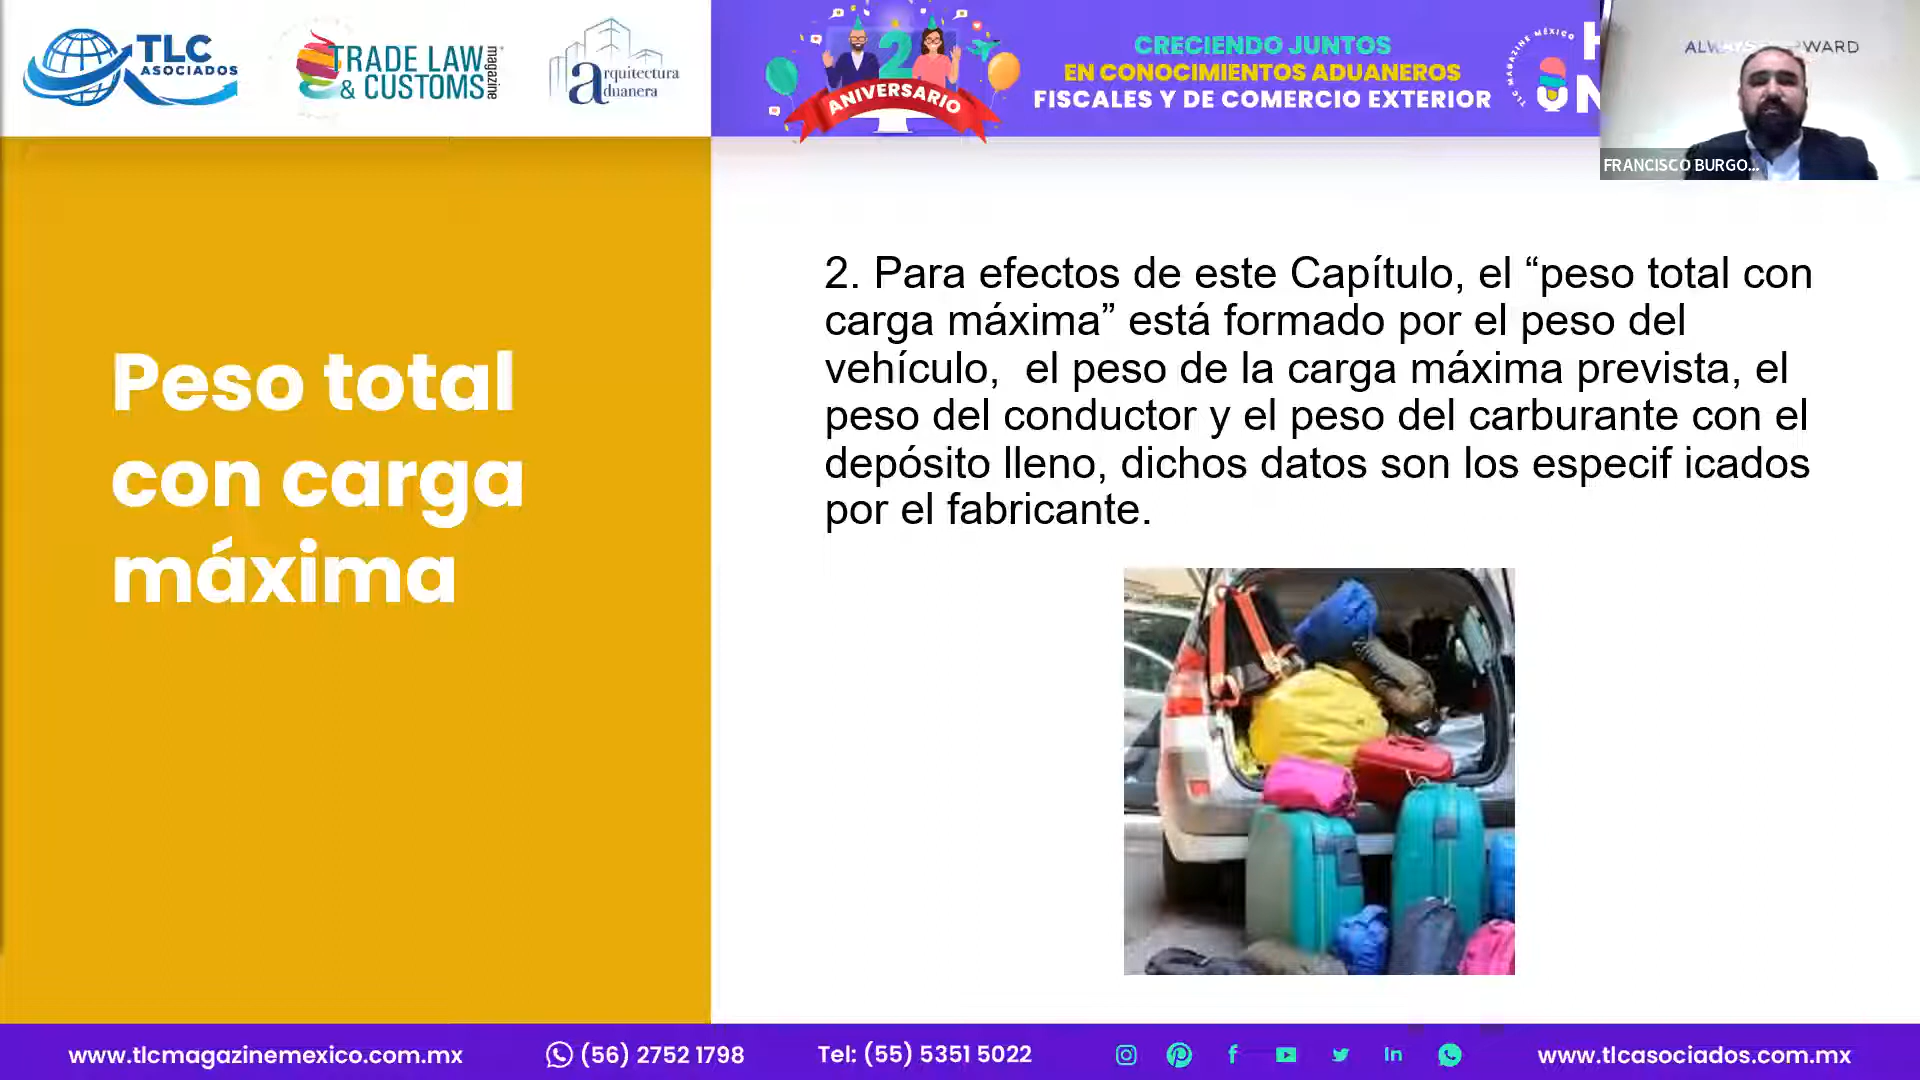 TLC
ASOCIADOS
TRADE LAW
& CUSTOMS
magazine
arquitectura
aduanera
2
ANIVERSARIO
CRECIENDO JUNTOS
EN CONOCIMIENTOS ADUANEROS
FISCALES Y DE COMERCIO EXTERIOR
TLC MAGAZINE MÉXICO
FRANCISCO BURGO...
Peso total
con carga
máxima
2. Para efectos de este Capítulo, el “peso total con
carga máxima” está formado por el peso del
vehículo,  el peso de la carga máxima prevista, el
peso del conductor y el peso del carburante con el
depósito lleno, dichos datos son los especif icados
por el fabricante.
www.tlcmagazinemexico.com.mx
(56) 2752 1798
Tel: (55) 5351 5022
www.tlcasociados.com.mx